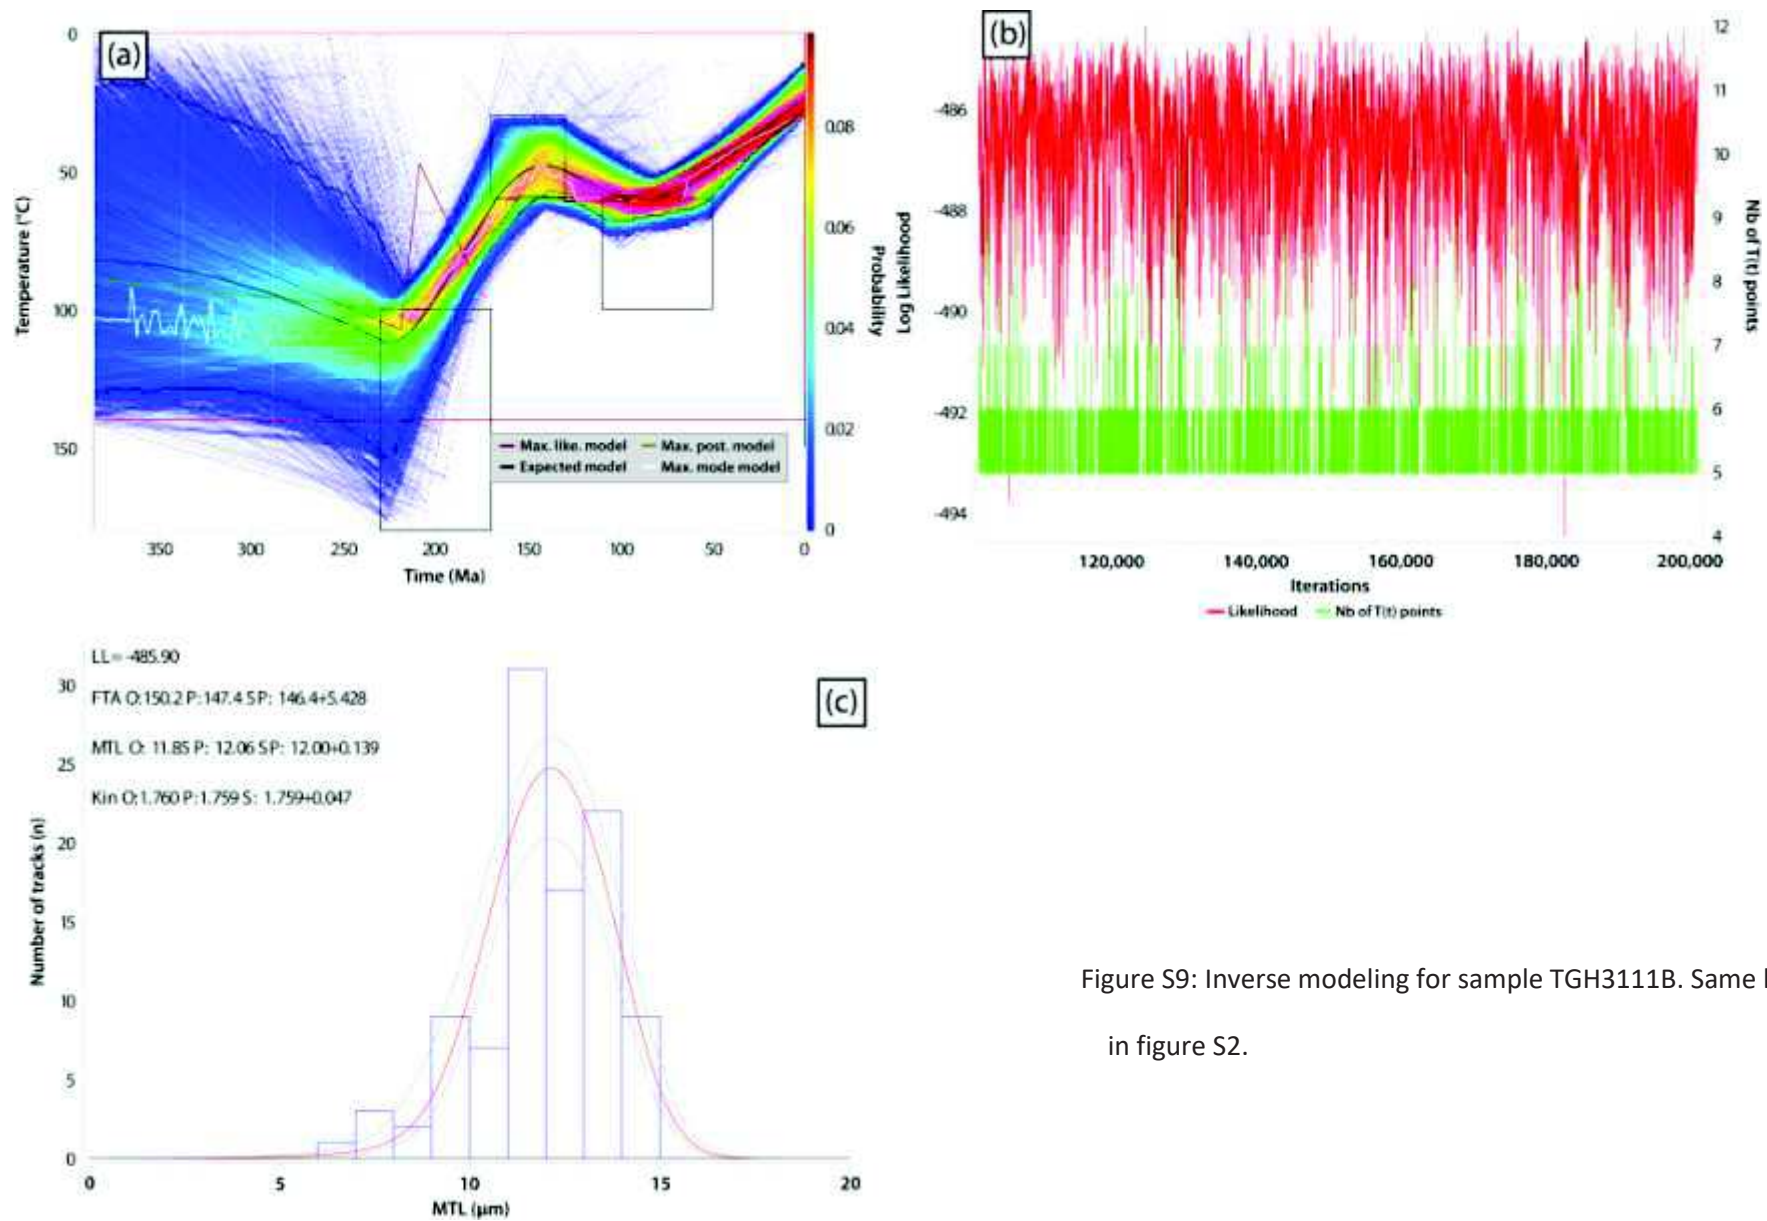 (a)
0
50
100
150
Temperature (°C)
350
300
250
200
150
100
50
0
Time (Ma)
Max. like. model
Max. post. model
Expected model
Max. mode model
0.08
0.06
0.04
0.02
0
Probability
(b)
-486
-488
-490
-492
-494
Log Likelihood
12
11
10
9
8
7
6
5
4
Nb of T(t) points
120,000
140,000
160,000
180,000
200,000
Iterations
Likelihood
Nb of T(t) points
LL= -485.90
FTA O:150.2 P:147.4 SP: 146.4+5.428
MTL O: 11.85 P: 12.06 SP: 12.00+0.139
Kin O:1.760 P:1.759 S: 1.759+0.047
(c)
30
25
20
15
10
5
0
Number of tracks (n)
0
5
10
15
20
MTL (µm)
Figure S9: Inverse modeling for sample TGH3111B. Same
in figure S2.